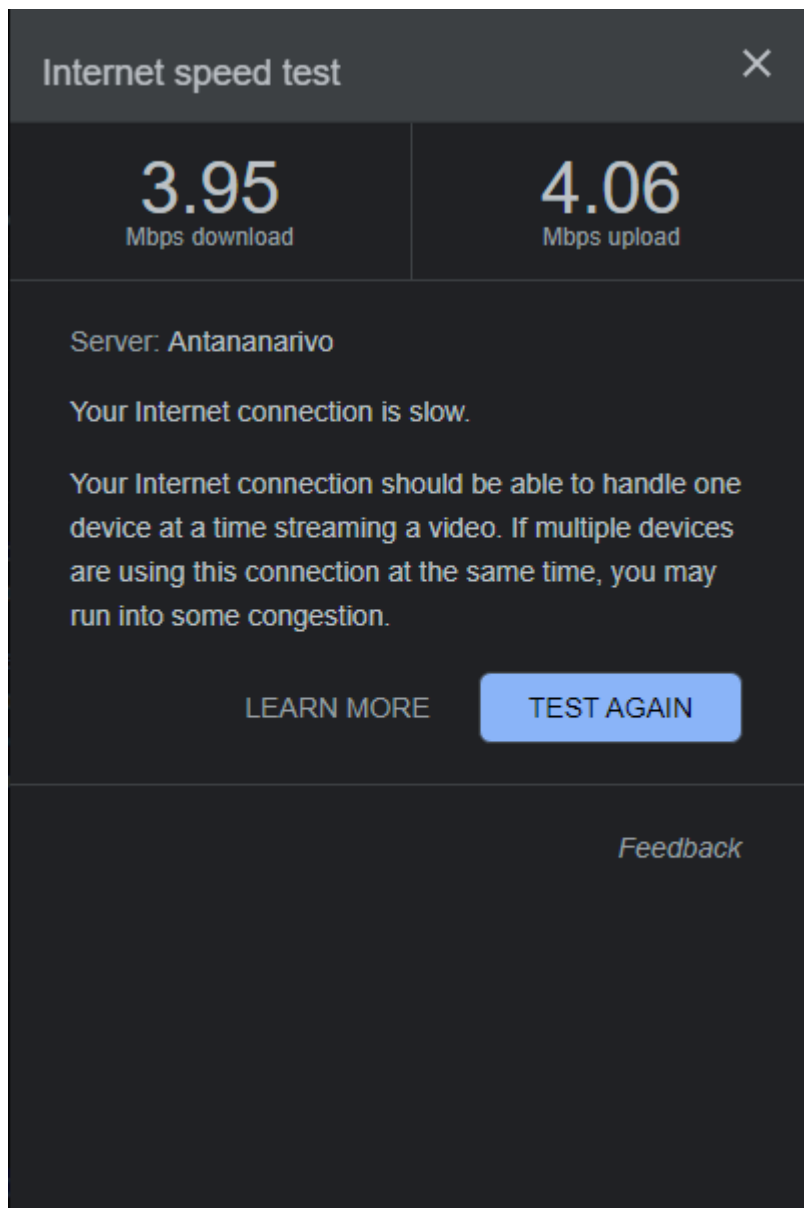 Internet speed test
3.95
Mbps download
4.06
Mbps upload
Server: Antananarivo
Your Internet connection is slow.
Your Internet connection should be able to handle one
device at a time streaming a video. If multiple devices
are using this connection at the same time, you may
run into some congestion.
LEARN MORE
TEST AGAIN
Feedback